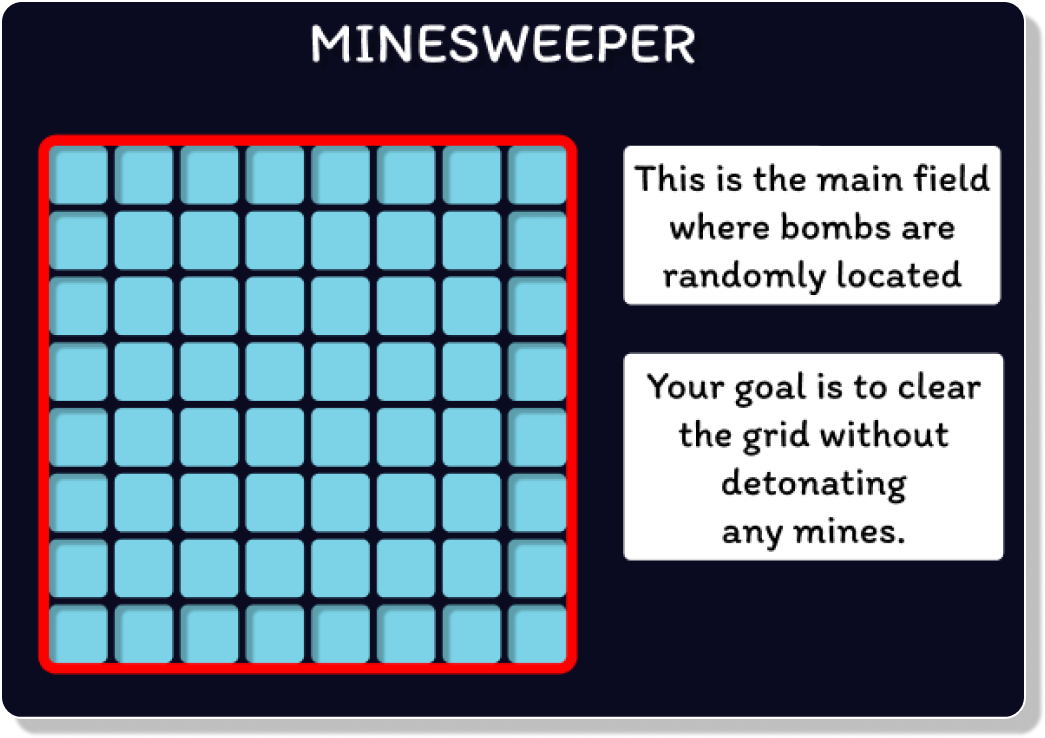 MINESWEEPER
This is the main field
where bombs are
randomly located
Your goal is to clear
the grid without
detonating
any mines.